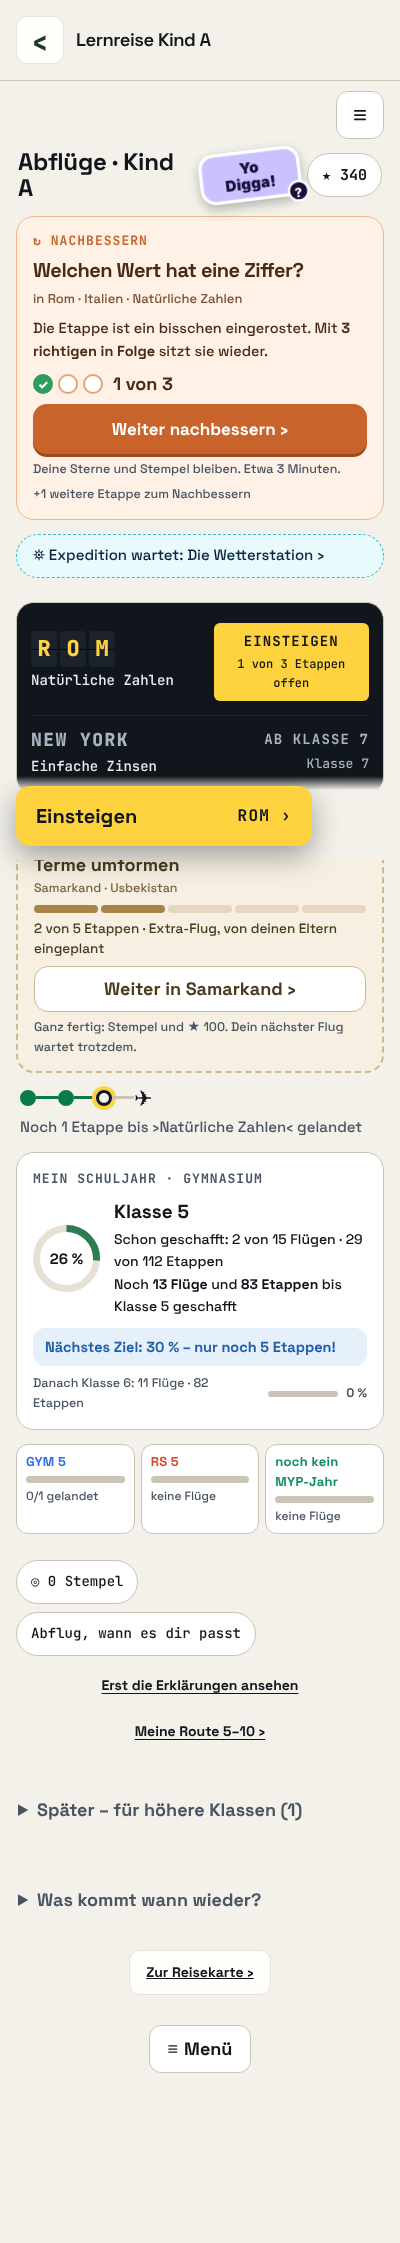 <
Lernreise Kind A
≡
Abflüge · Kind
A
Yo
Digga!
?
★ 340
↻ NACHBESSERN
Welchen Wert hat eine Ziffer?
in Rom · Italien · Natürliche Zahlen
Die Etappe ist ein bisschen eingerostet. Mit 3
richtigen in Folge sitzt sie wieder.
✓ 1 von 3
Weiter nachbessern ›
Deine Sterne und Stempel bleiben. Etwa 3 Minuten.
+1 weitere Etappe zum Nachbessern
Expedition wartet: Die Wetterstation ›
ROM
Natürliche Zahlen
EINSTEIGEN
1 von 3 Etappen
offen
NEW YORK
AB KLASSE 7
Einfache Zinsen
Klasse 7
Einsteigen
ROM ›
Terme umformen
Samarkand · Usbekistan
2 von 5 Etappen · Extra-Flug, von deinen Eltern
eingeplant
Weiter in Samarkand ›
Ganz fertig: Stempel und ★ 100. Dein nächster Flug
wartet trotzdem.
✈
Noch 1 Etappe bis ›Natürliche Zahlen‹ gelandet
MEIN SCHULJAHR · GYMNASIUM
Klasse 5
26 %
Schon geschafft: 2 von 15 Flügen · 29
von 112 Etappen
Noch 13 Flüge und 83 Etappen bis
Klasse 5 geschafft
Nächstes Ziel: 30 % – nur noch 5 Etappen!
Danach Klasse 6: 11 Flüge · 82
Etappen
0 %
GYM 5
0/1 gelandet
RS 5
keine Flüge
noch kein
MYP-Jahr
keine Flüge
◎ 0 Stempel
Abflug, wann es dir passt
Erst die Erklärungen ansehen
Meine Route 5–10 ›
▶ Später – für höhere Klassen (1)
▶ Was kommt wann wieder?
Zur Reisekarte ›
≡ Menü